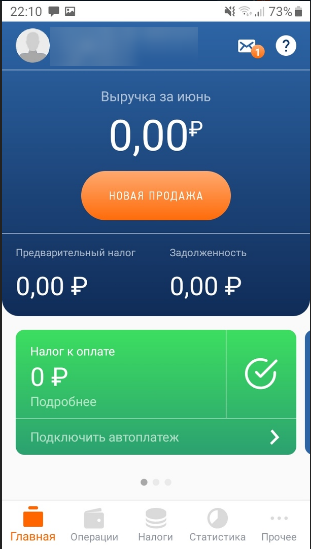 22:10 73%
1 ?
Выручка за июнь
0,00₽
НОВАЯ ПРОДАЖА
Предварительный налог Задолженность
0,00 ₽ 0,00 ₽
Налог к оплате
0 ₽
Подробнее
Подключить автоплатеж
Главная Операции Налоги Статистика Прочее